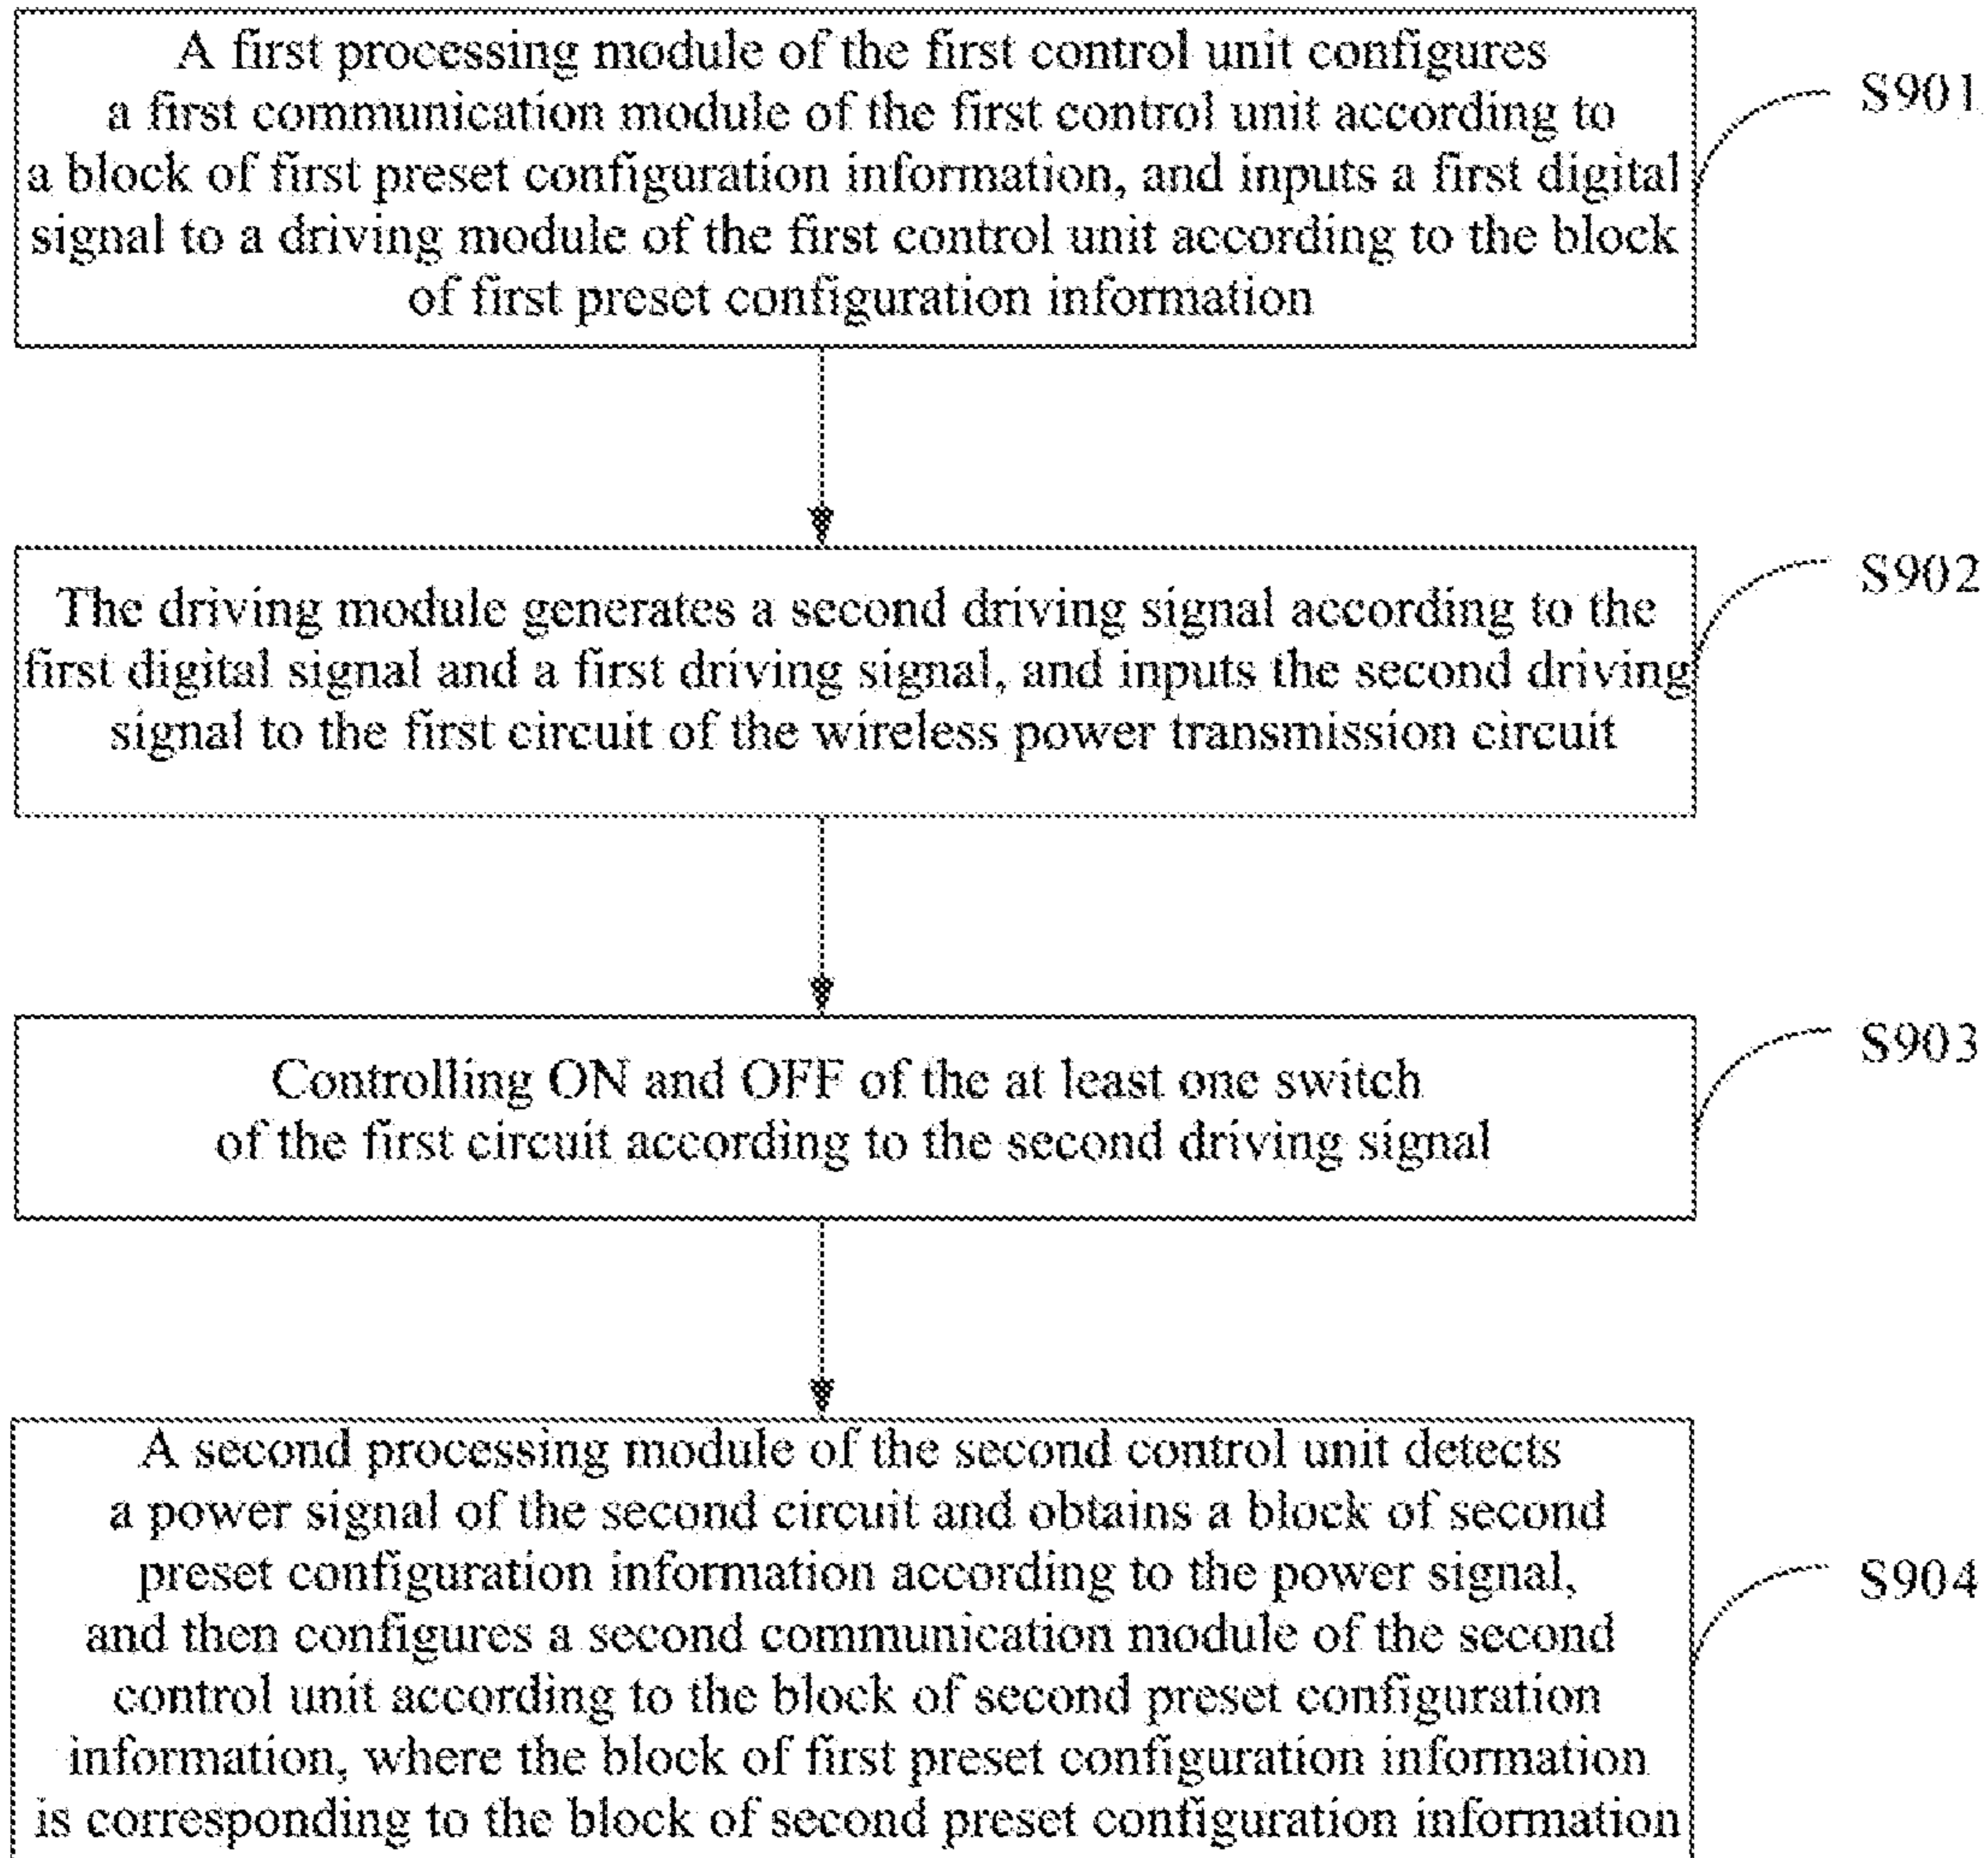 A first processing module of the first control unit configures
a first communication module of the first control unit according to
a block of first preset configuration information, and inputs a first digital
signal to a driving module of the first control unit according to the block
of first preset configuration information
S901
The driving module generates a second driving signal according to the
first digital signal and a first driving signal, and inputs the second driving
signal to the first circuit of the wireless power transmission circuit
S902
Controlling ON and OFF of the at least one switch
of the first circuit according to the second driving signal
S903
A second processing module of the second control unit detects
a power signal of the second circuit and obtains a block of second
preset configuration information according to the power signal,
and then configures a second communication module of the second
control unit according to the block of second preset configuration
information, where the block of first preset configuration information
is corresponding to the block of second preset configuration information
S904